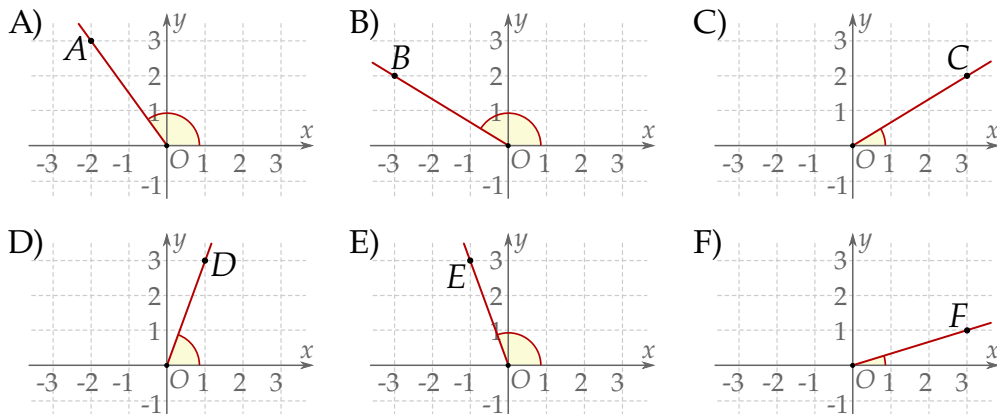 A) y B) y C) y
3 A 3 B 3 C
2 2 2
1 x 1 x 1 x
-3 -2 -1 O 1 2 3 -3 -2 -1 O 1 2 3 -3 -2 -1 O 1 2 3
-1 -1 -1
D) y E) y F) y
3 D 3 E 3
2 2 2 F
1 x 1 x 1 x
-3 -2 -1 O 1 2 3 -3 -2 -1 O 1 2 3 -3 -2 -1 O 1 2 3
-1 -1 -1